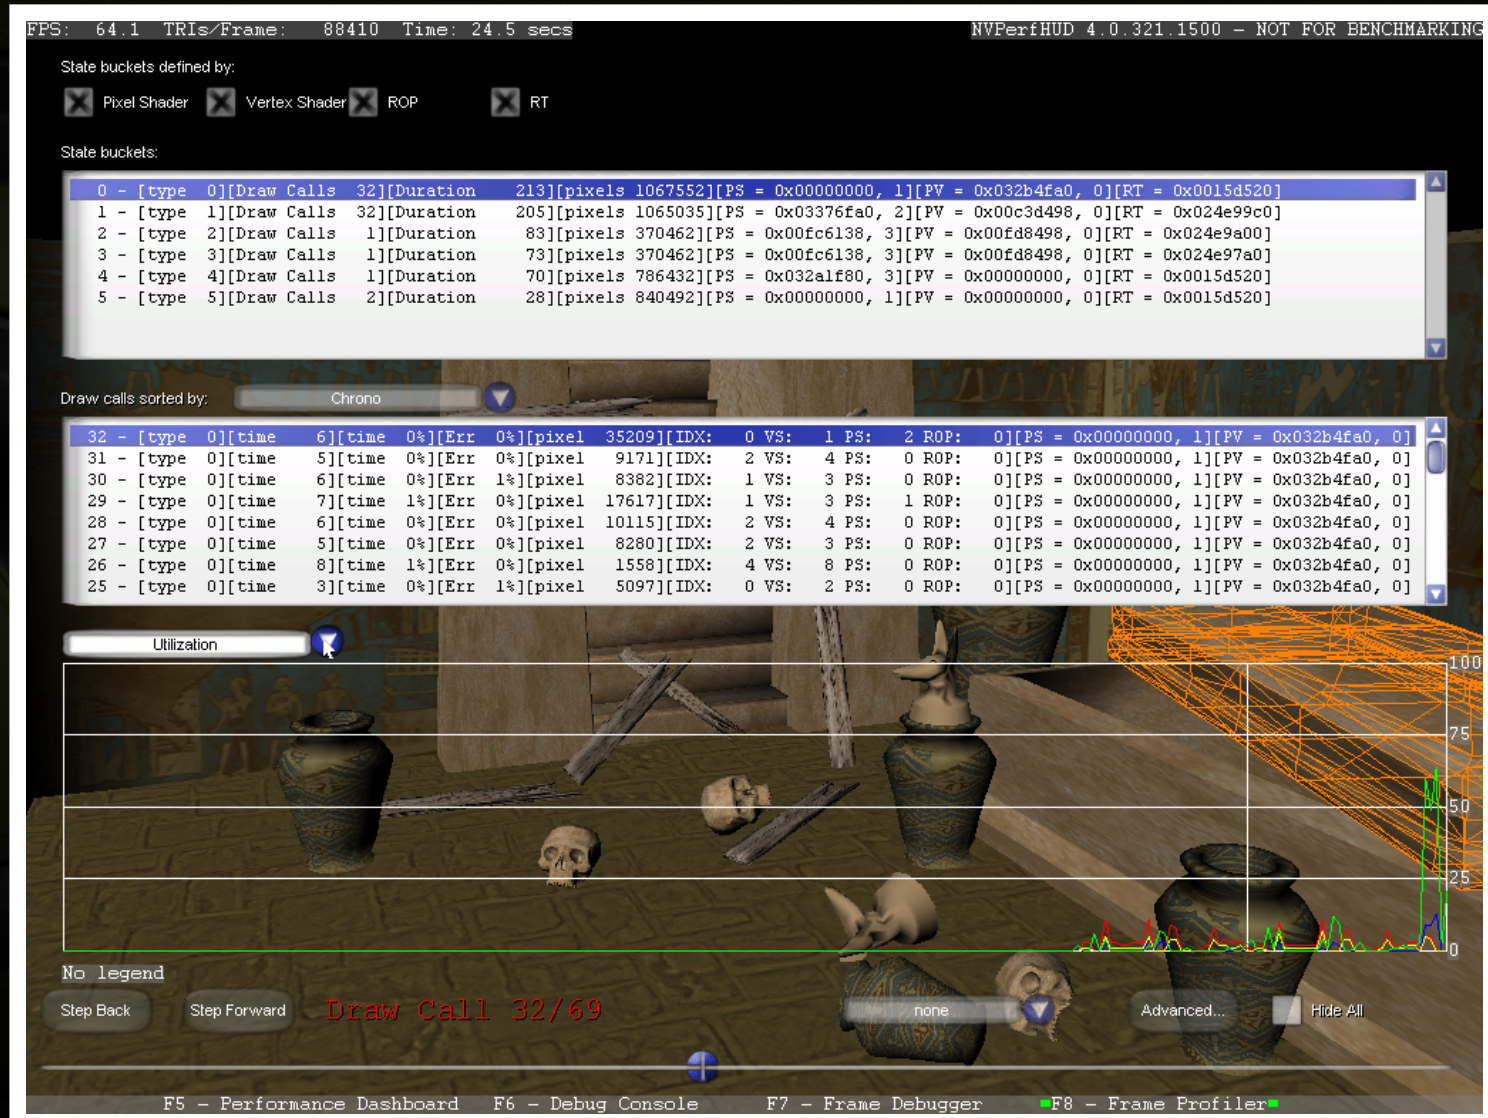 FPS:  64.1  TRIs/Frame:   88410  Time: 24.5 secs
NVPerfHUD 4.0.321.1500 – NOT FOR BENCHMARKING
State buckets defined by:
Pixel Shader  Vertex Shader  ROP  RT
State buckets:
0 - [type  0][Draw Calls  32][Duration    213][pixels 1067552][PS = 0x00000000, 1][PV = 0x032b4fa0, 0][RT = 0x0015d520]
1 - [type  1][Draw Calls  32][Duration    205][pixels 1065035][PS = 0x03376fa0, 2][PV = 0x00c3d498, 0][RT = 0x024e99c0]
2 - [type  2][Draw Calls   1][Duration     83][pixels 370462][PS = 0x00fc6138, 3][PV = 0x00fd8498, 0][RT = 0x024e9a00]
3 - [type  3][Draw Calls   1][Duration     73][pixels 370462][PS = 0x00fc6138, 3][PV = 0x00fd8498, 0][RT = 0x024e97a0]
4 - [type  4][Draw Calls   1][Duration     70][pixels 786432][PS = 0x032a1f80, 3][PV = 0x00000000, 0][RT = 0x0015d520]
5 - [type  5][Draw Calls   2][Duration     28][pixels 840492][PS = 0x00000000, 1][PV = 0x00000000, 0][RT = 0x0015d520]
Draw calls sorted by:  Chrono
32 - [type  0][time    6][time  0%][Err  0%][pixel  35209][IDX:   0 VS:   1 PS:   2 ROP:   0][PS = 0x00000000, 1][PV = 0x032b4fa0, 0]
31 - [type  0][time    5][time  0%][Err  0%][pixel   9171][IDX:   2 VS:   4 PS:   0 ROP:   0][PS = 0x00000000, 1][PV = 0x032b4fa0, 0]
30 - [type  0][time    6][time  0%][Err  1%][pixel   8382][IDX:   1 VS:   3 PS:   0 ROP:   0][PS = 0x00000000, 1][PV = 0x032b4fa0, 0]
29 - [type  0][time    7][time  1%][Err  0%][pixel  17617][IDX:   1 VS:   3 PS:   1 ROP:   0][PS = 0x00000000, 1][PV = 0x032b4fa0, 0]
28 - [type  0][time    6][time  0%][Err  0%][pixel  10115][IDX:   2 VS:   4 PS:   0 ROP:   0][PS = 0x00000000, 1][PV = 0x032b4fa0, 0]
27 - [type  0][time    5][time  0%][Err  0%][pixel   8280][IDX:   2 VS:   3 PS:   0 ROP:   0][PS = 0x00000000, 1][PV = 0x032b4fa0, 0]
26 - [type  0][time    8][time  1%][Err  0%][pixel   1558][IDX:   4 VS:   8 PS:   0 ROP:   0][PS = 0x00000000, 1][PV = 0x032b4fa0, 0]
25 - [type  0][time    3][time  0%][Err  1%][pixel   5097][IDX:   0 VS:   2 PS:   0 ROP:   0][PS = 0x00000000, 1][PV = 0x032b4fa0, 0]
Utilization
100
75
50
25
0
No legend
Step Back  Step Forward  Draw Call 32/69  none  Advanced...  Hide All
F5 – Performance Dashboard  F6 – Debug Console  F7 – Frame Debugger  F8 – Frame Profiler